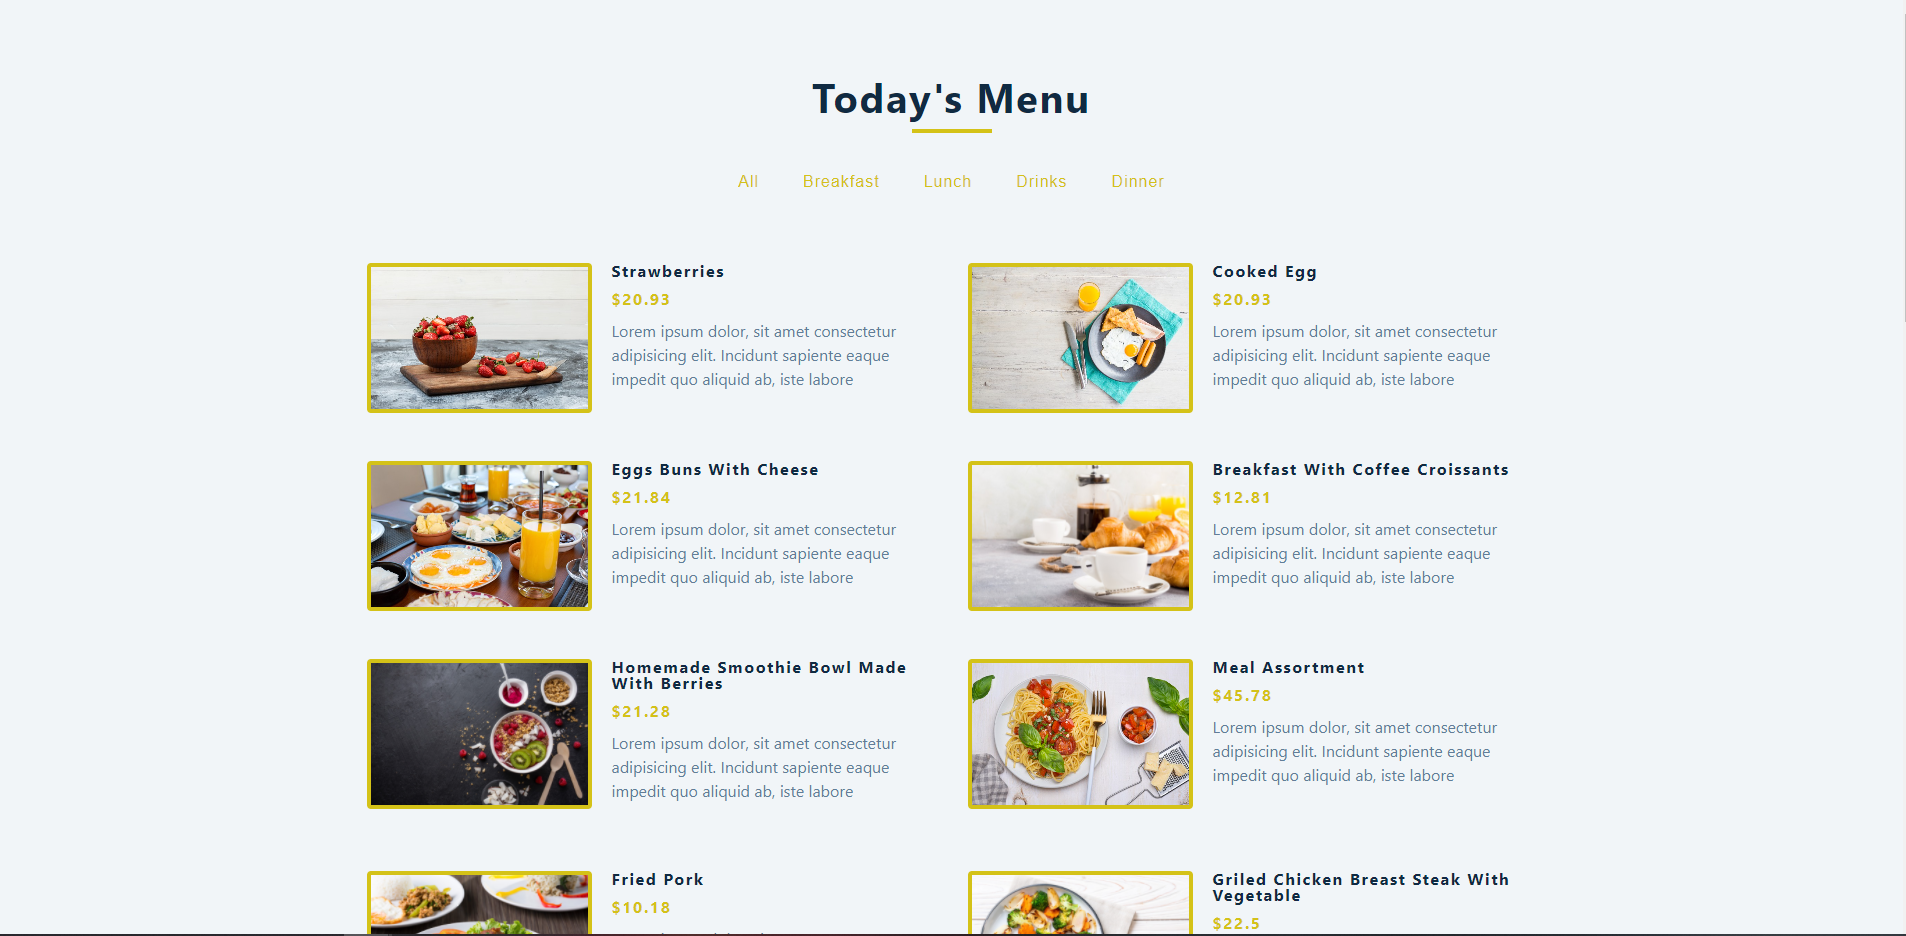 Today's Menu
All Breakfast Lunch Drinks Dinner
Strawberries
$20.93
Lorem ipsum dolor, sit amet consectetur
adipisicing elit. Incidunt sapiente eaque
impedit quo aliquid ab, iste labore
Cooked Egg
$20.93
Lorem ipsum dolor, sit amet consectetur
adipisicing elit. Incidunt sapiente eaque
impedit quo aliquid ab, iste labore
Eggs Buns With Cheese
$21.84
Lorem ipsum dolor, sit amet consectetur
adipisicing elit. Incidunt sapiente eaque
impedit quo aliquid ab, iste labore
Breakfast With Coffee Croissants
$12.81
Lorem ipsum dolor, sit amet consectetur
adipisicing elit. Incidunt sapiente eaque
impedit quo aliquid ab, iste labore
Homemade Smoothie Bowl Made
With Berries
$21.28
Lorem ipsum dolor, sit amet consectetur
adipisicing elit. Incidunt sapiente eaque
impedit quo aliquid ab, iste labore
Meal Assortment
$45.78
Lorem ipsum dolor, sit amet consectetur
adipisicing elit. Incidunt sapiente eaque
impedit quo aliquid ab, iste labore
Fried Pork
$10.18
Griled Chicken Breast Steak With
Vegetable
$22.5